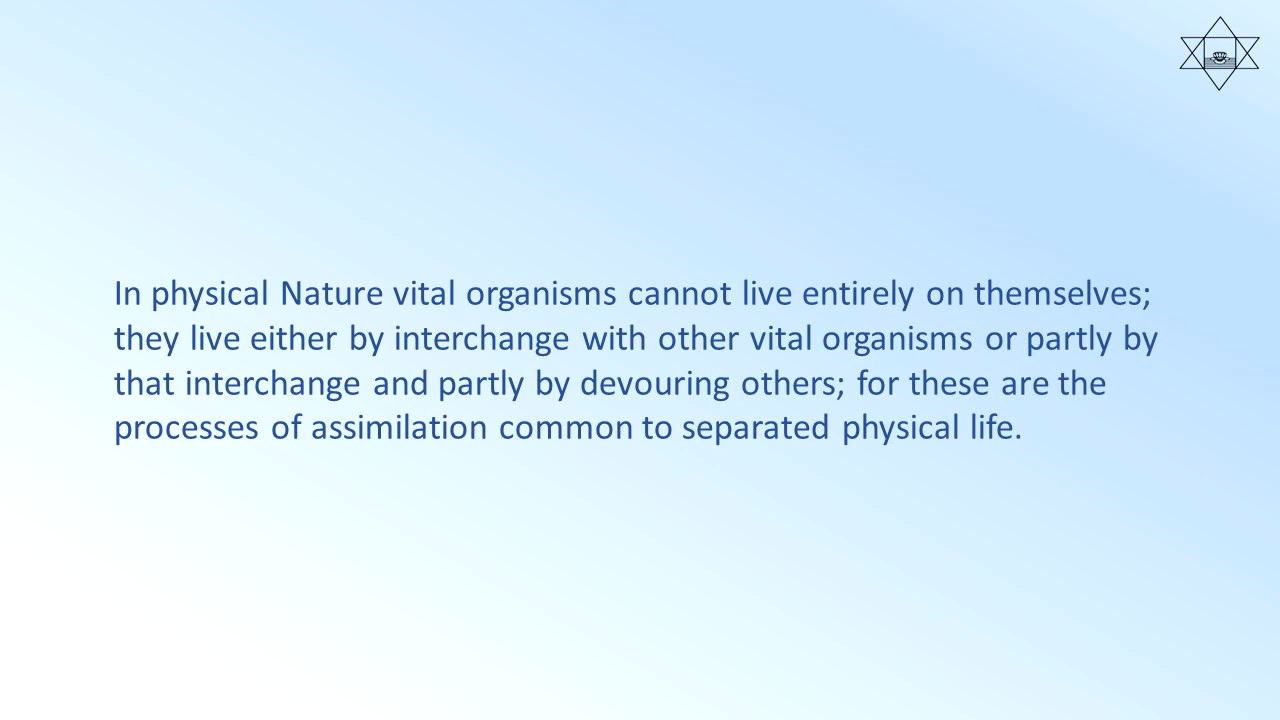 In physical Nature vital organisms cannot live entirely on themselves;
they live either by interchange with other vital organisms or partly by
that interchange and partly by devouring others; for these are the
processes of assimilation common to separated physical life.